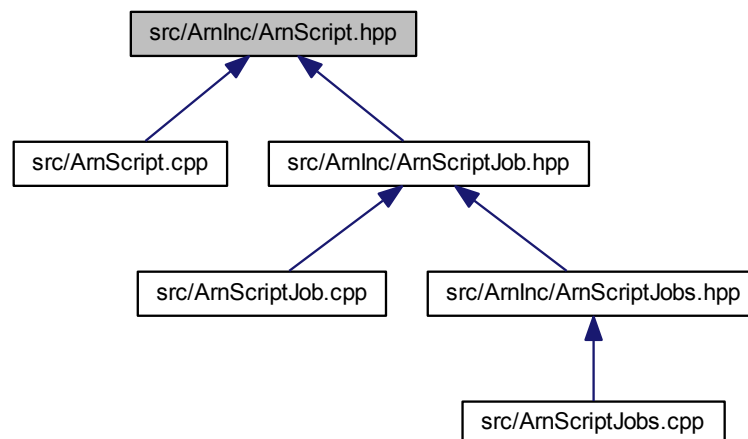 src/ArnInc/ArnScript.hpp
src/ArnScript.cpp
src/ArnInc/ArnScriptJob.hpp
src/ArnScriptJob.cpp
src/ArnInc/ArnScriptJobs.hpp
src/ArnScriptJobs.cpp